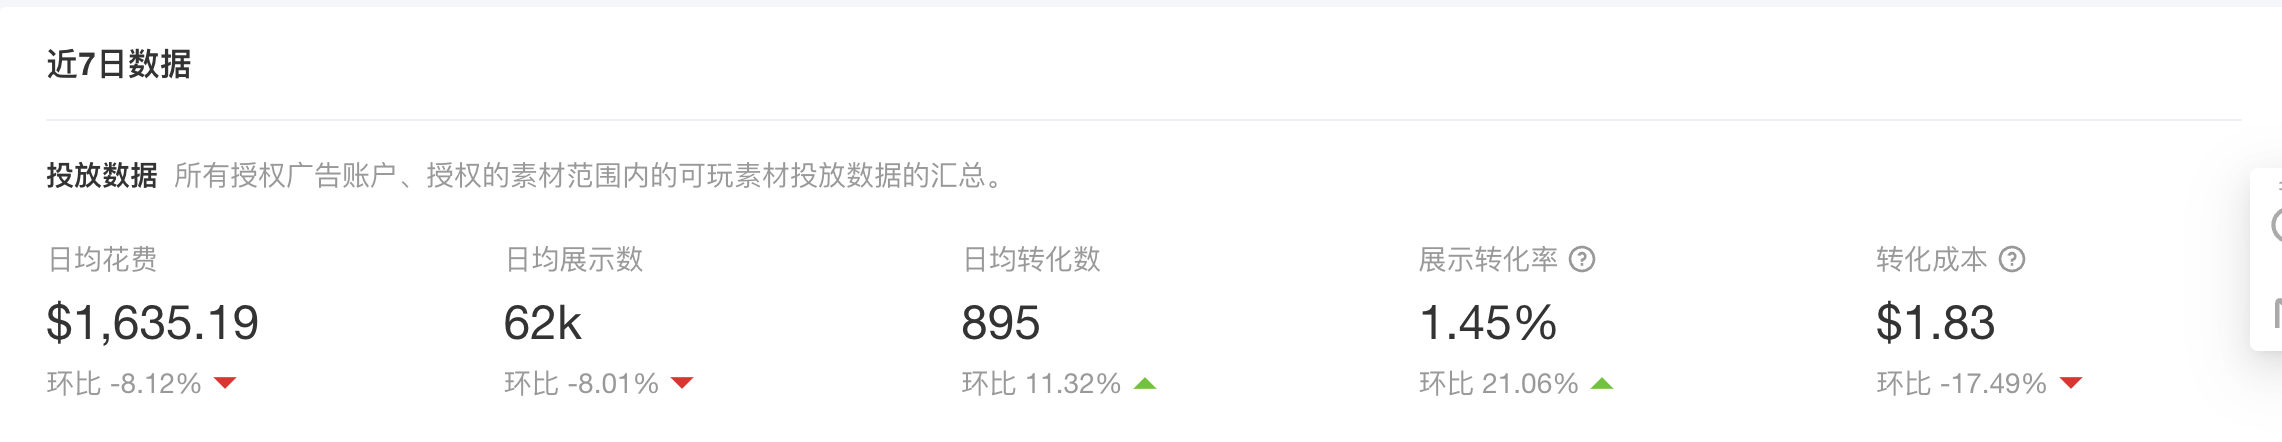 近7日数据
投放数据 所有授权广告账户、授权的素材范围内的可玩素材投放数据的汇总。
日均花费 日均展示数 日均转化数 展示转化率 ? 转化成本 ?
$1,635.19 62k 895 1.45% $1.83
环比 -8.12% 环比 -8.01% 环比 11.32% 环比 21.06% 环比 -17.49%